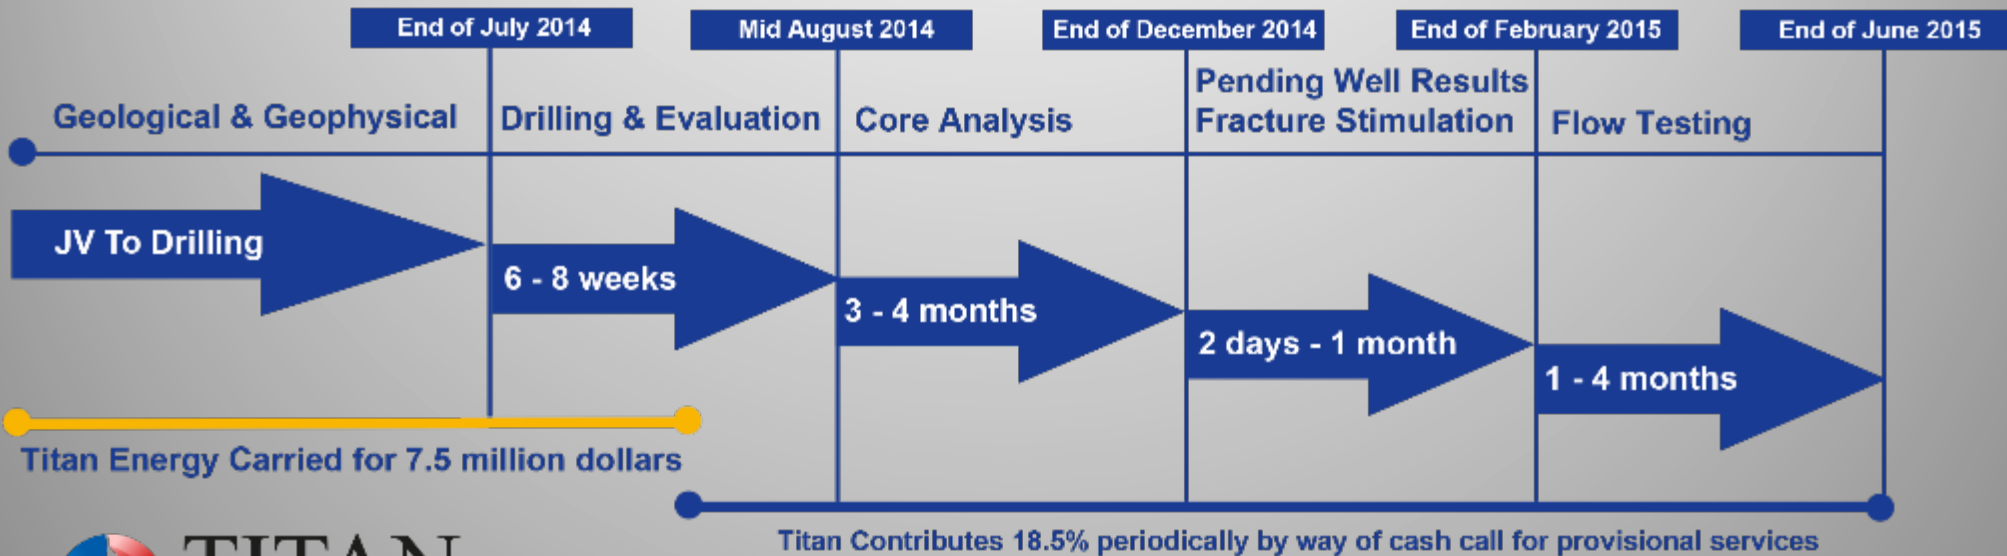 End of July 2014
Mid August 2014
End of December 2014
End of February 2015
End of June 2015
Geological & Geophysical
Drilling & Evaluation
Core Analysis
Pending Well Results
Fracture Stimulation
Flow Testing
JV To Drilling
6 - 8 weeks
3 - 4 months
2 days - 1 month
1 - 4 months
Titan Energy Carried for 7.5 million dollars
Titan Contributes 18.5% periodically by way of cash call for provisional services
TITAN